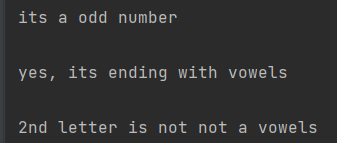 its a odd number
yes, its ending with vowels
2nd letter is not not a vowels